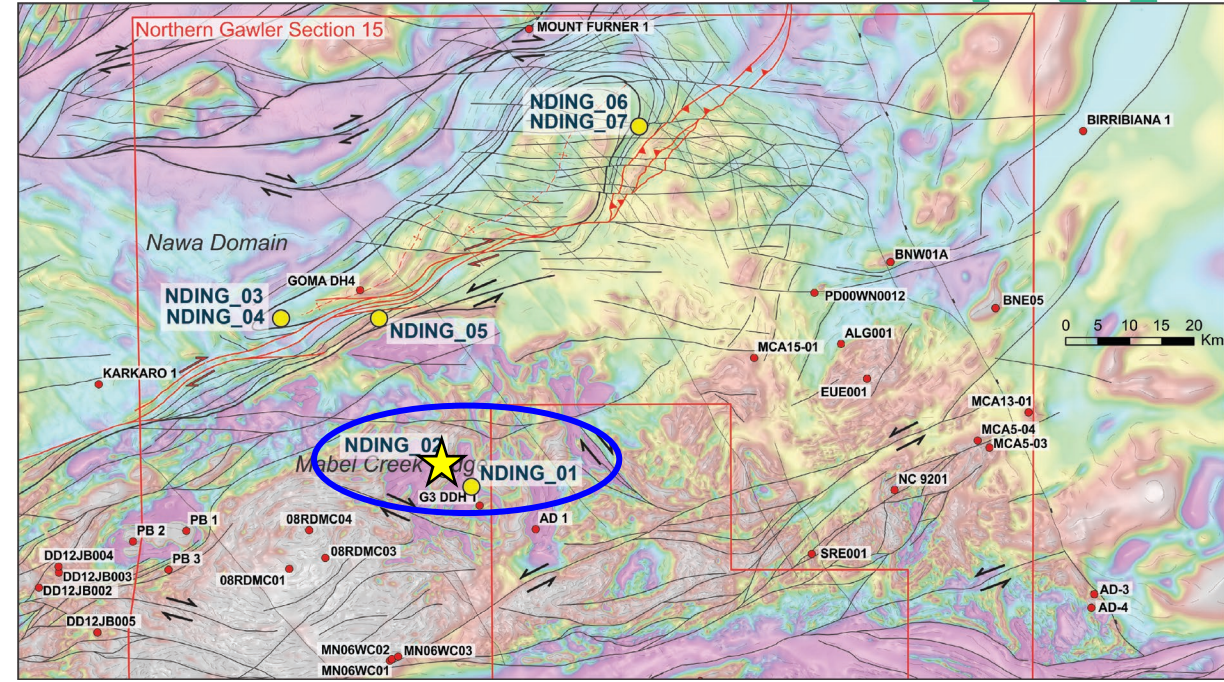 Northern Gawler Section 15
MOUNT FURNER 1
NDING_06
NDING_07
BIRRIBIANA 1
Nawa Domain
BNW01A
GOMA DH4
NDING_03
NDING_04
PD00WN0012
BNE05
NDING_05
0 5 10 15 20
Km
ALG001
MCA15-01
KARKARO 1
EUE001
MCA13-01
MCA5-04
MCA5-03
NDING_02
Mabel Creek
NDING_01
G3 DDH 1
NC 9201
PB 1
08RDMC04
AD 1
PB 2
DD12JB004
PB 3
08RDMC03
SRE001
DD12JB003
08RDMC01
DD12JB002
AD-3
AD-4
DD12JB005
MN06WC02
MN06WC03
MN06WC01